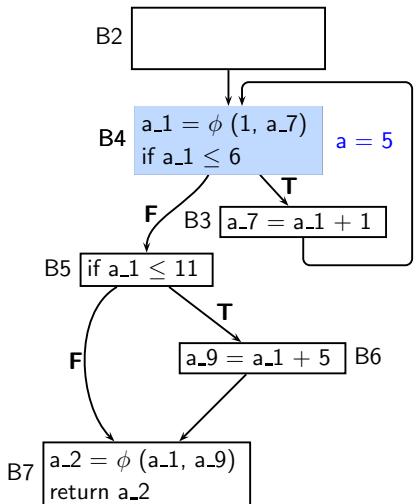 B2
B4
a_1 = ϕ (1, a_7)
if a_1 ≤ 6
a = 5
T
F
B3
a_7 = a_1 + 1
B5
if a_1 ≤ 11
T
F
a_9 = a_1 + 5
B6
B7
a_2 = ϕ (a_1, a_9)
return a_2